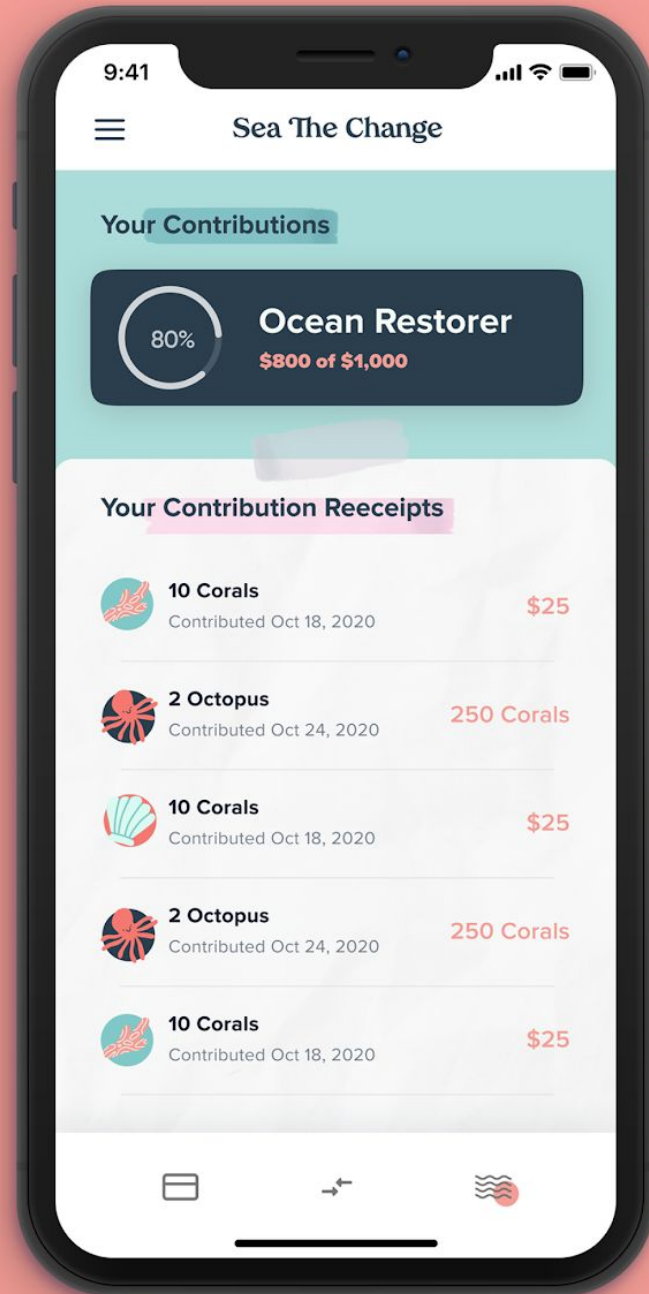 9:41
Sea The Change
Your Contributions
80%
Ocean Restorer
$800 of $1,000
Your Contribution Reeceipts
10 Corals
Contributed Oct 18, 2020
$25
2 Octopus
Contributed Oct 24, 2020
250 Corals
10 Corals
Contributed Oct 18, 2020
$25
2 Octopus
Contributed Oct 24, 2020
250 Corals
10 Corals
Contributed Oct 18, 2020
$25